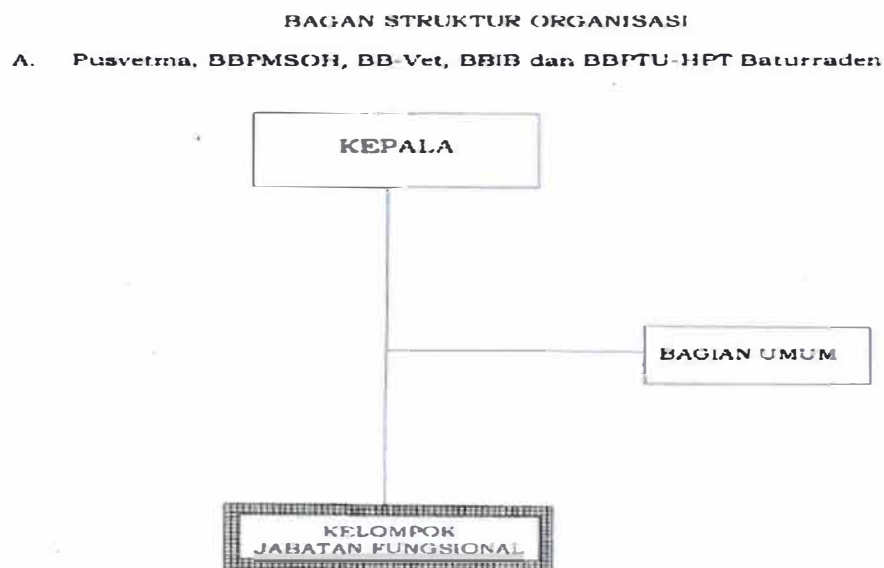 BAGAN STRUKTUR ORGANISASI
A. Pusvetma, BBPMSOH, BB-Vet, BBIB dan BBPTU-HPT Baturraden
KEPALA
BAGIAN UMUM
KELOMPOK
JABATAN FUNGSIONAL